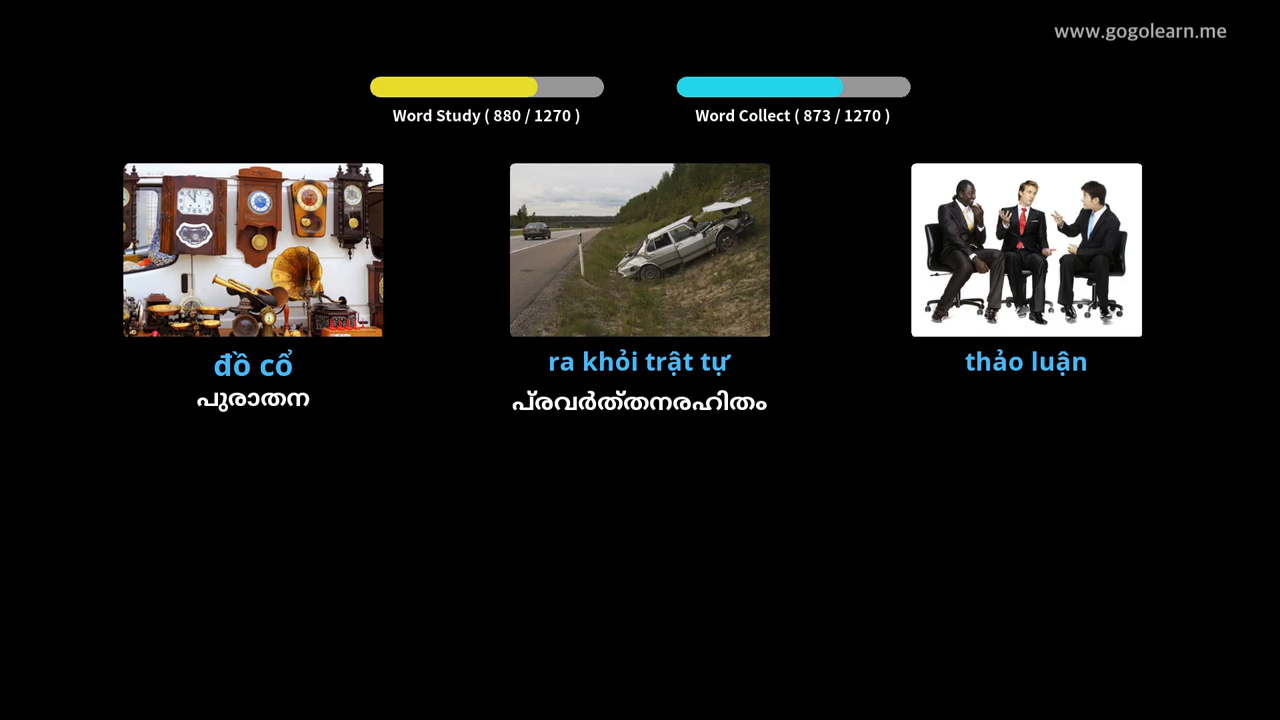 www.gogolearn.me
Word Study ( 880 / 1270 )
Word Collect ( 873 / 1270 )
đồ cổ
പുരാതന
ra khỏi trật tự
പ്രവർത്തനരഹിതം
thảo luận